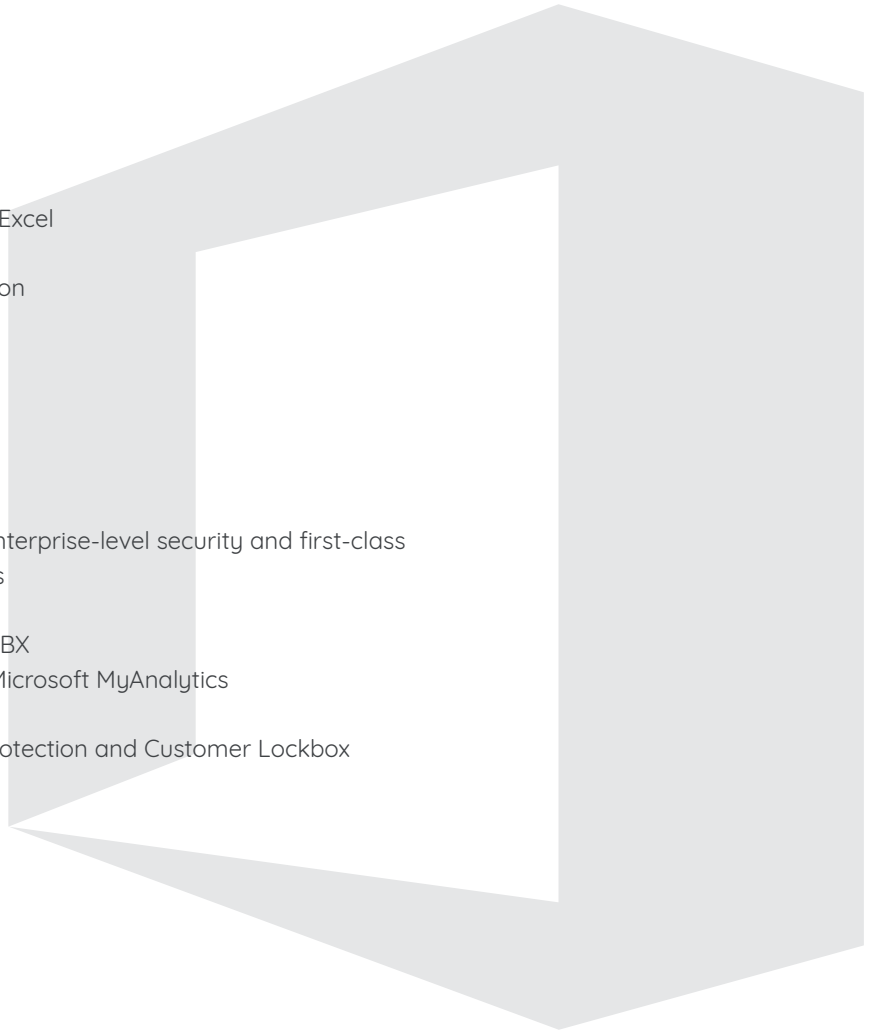 Excel
on
nterprise-level security and first-class
s
BX
Microsoft MyAnalytics
otection and Customer Lockbox